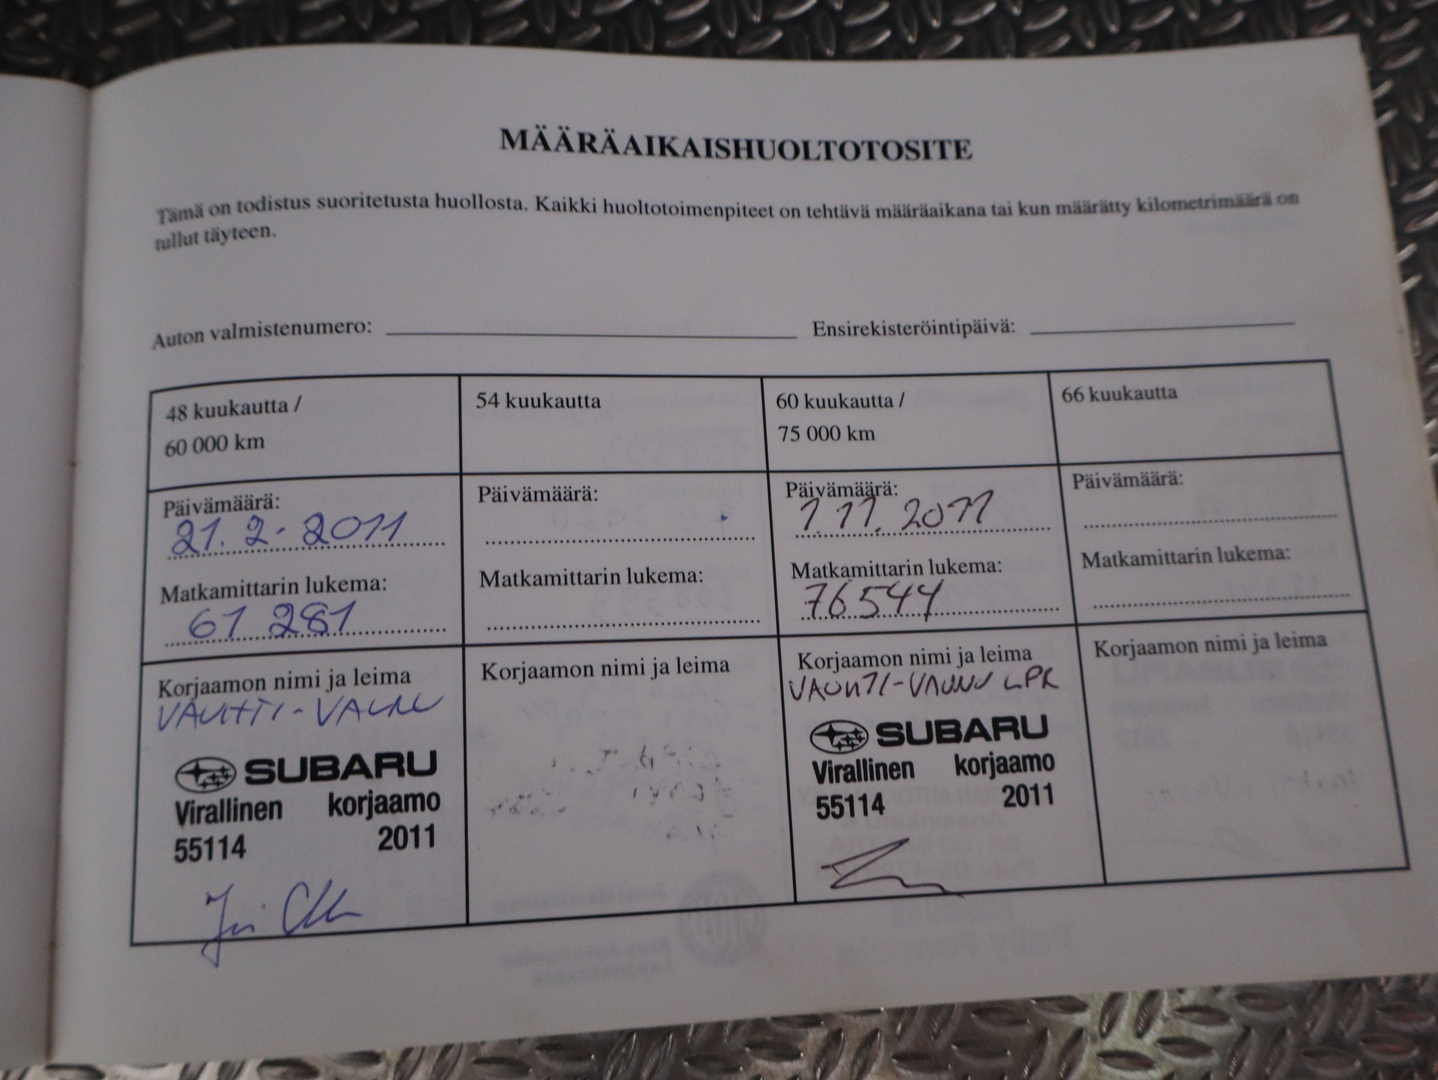 MÄÄRÄAIKAISHUOLTOTOSITE
Tämä on todistus suoritetusta huollosta. Kaikki huoltotoimenpiteet on tehtävä määräaikana tai kun määrätty kilometrimäärä on
tullut täyteen.
Auton valmistenumero: Ensirekisteröintipäivä:
48 kuukautta /
60 000 km
Päivämäärä:
21.2.2011
Matkamittarin lukema:
61 281
Korjaamon nimi ja leima
VAUHTI-VAUNU
SUBARU
Virallinen korjaamo
55114 2011
54 kuukautta
Päivämäärä:
Matkamittarin lukema:
Korjaamon nimi ja leima
60 kuukautta /
75 000 km
Päivämäärä:
1.11.2011
Matkamittarin lukema:
76544
Korjaamon nimi ja leima
VAUHTI-VAUNU LPR
SUBARU
Virallinen korjaamo
55114 2011
66 kuukautta
Päivämäärä:
Matkamittarin lukema:
Korjaamon nimi ja leima